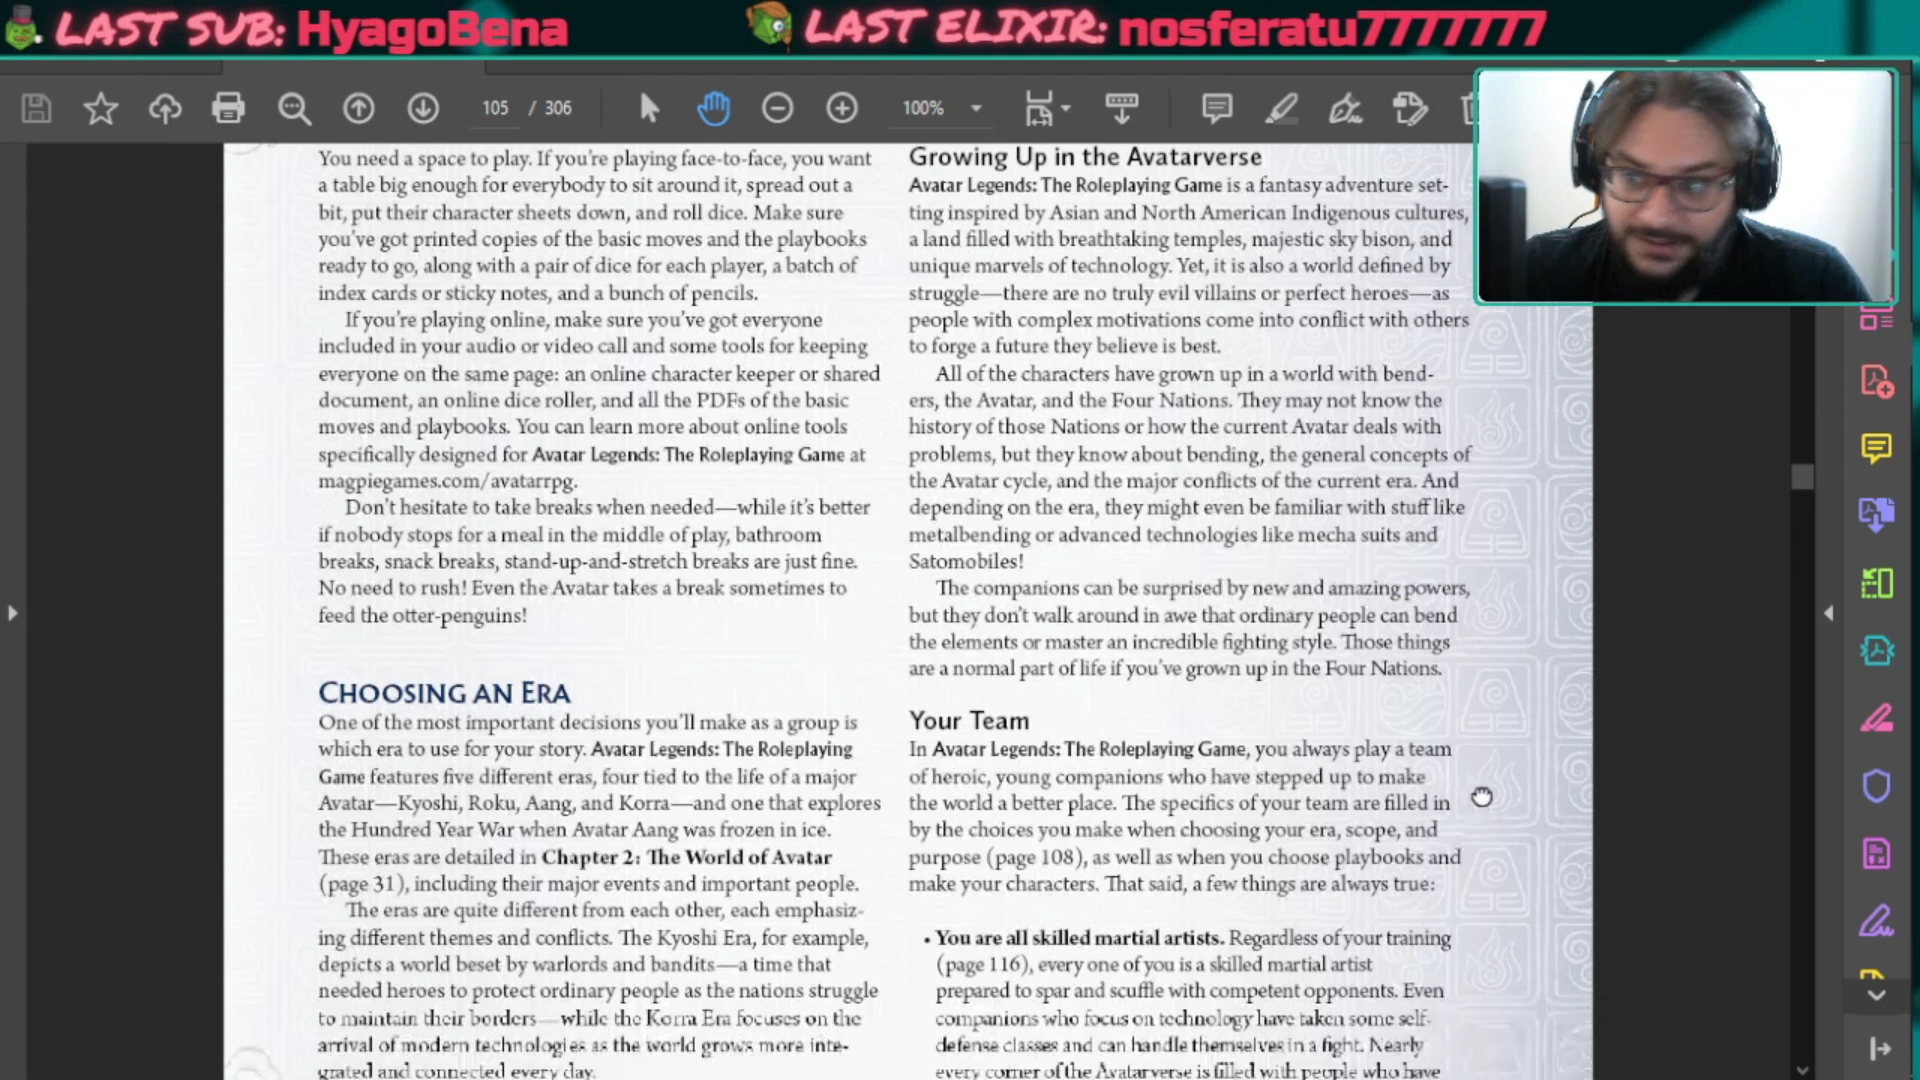 LAST SUB: HyagoBena
LAST ELIXIR: nosferatu7777777
105 / 306
100%
You need a space to play. If you're playing face-to-face, you want
a table big enough for everybody to sit around it, spread out a
bit, put their character sheets down, and roll dice. Make sure
you've got printed copies of the basic moves and the playbooks
ready to go, along with a pair of dice for each player, a batch of
index cards or sticky notes, and a bunch of pencils.
If you're playing online, make sure you've got everyone
included in your audio or video call and some tools for keeping
everyone on the same page: an online character keeper or shared
document, an online dice roller, and all the PDFs of the basic
moves and playbooks. You can learn more about online tools
specifically designed for Avatar Legends: The Roleplaying Game at
magpiegames.com/avatarrpg.
Don't hesitate to take breaks when needed—while it's better
if nobody stops for a meal in the middle of play, bathroom
breaks, snack breaks, stand-up-and-stretch breaks are just fine.
No need to rush! Even the Avatar takes a break sometimes to
feed the otter-penguins!
CHOOSING AN ERA
One of the most important decisions you'll make as a group is
which era to use for your story. Avatar Legends: The Roleplaying
Game features five different eras, four tied to the life of a major
Avatar—Kyoshi, Roku, Aang, and Korra—and one that explores
the Hundred Year War when Avatar Aang was frozen in ice.
These eras are detailed in Chapter 2: The World of Avatar
(page 31), including their major events and important people.
The eras are quite different from each other, each emphasiz-
ing different themes and conflicts. The Kyoshi Era, for example,
depicts a world beset by warlords and bandits—a time that
needed heroes to protect ordinary people as the nations struggle
to maintain their borders—while the Korra Era focuses on the
arrival of modern technologies as the world grows more inte-
grated and connected every day.
Growing Up in the Avatarverse
Avatar Legends: The Roleplaying Game is a fantasy adventure set-
ting inspired by Asian and North American Indigenous cultures,
a land filled with breathtaking temples, majestic sky bison, and
unique marvels of technology. Yet, it is also a world defined by
struggle—there are no truly evil villains or perfect heroes—as
people with complex motivations come into conflict with others
to forge a future they believe is best.
All of the characters have grown up in a world with bend-
ers, the Avatar, and the Four Nations. They may not know the
history of those Nations or how the current Avatar deals with
problems, but they know about bending, the general concepts of
the Avatar cycle, and the major conflicts of the current era. And
depending on the era, they might even be familiar with stuff like
metalbending or advanced technologies like mecha suits and
Satomobiles!
The companions can be surprised by new and amazing powers,
but they don't walk around in awe that ordinary people can bend
the elements or master an incredible fighting style. Those things
are a normal part of life if you've grown up in the Four Nations.
Your Team
In Avatar Legends: The Roleplaying Game, you always play a team
of heroic, young companions who have stepped up to make
the world a better place. The specifics of your team are filled in
by the choices you make when choosing your era, scope, and
purpose (page 108), as well as when you choose playbooks and
make your characters. That said, a few things are always true:
• You are all skilled martial artists. Regardless of your training
(page 116), every one of you is a skilled martial artist
prepared to spar and scuffle with competent opponents. Even
companions who focus on technology have taken some self-
defense classes and can handle themselves in a fight. Nearly
every corner of the Avatarverse is filled with people who have